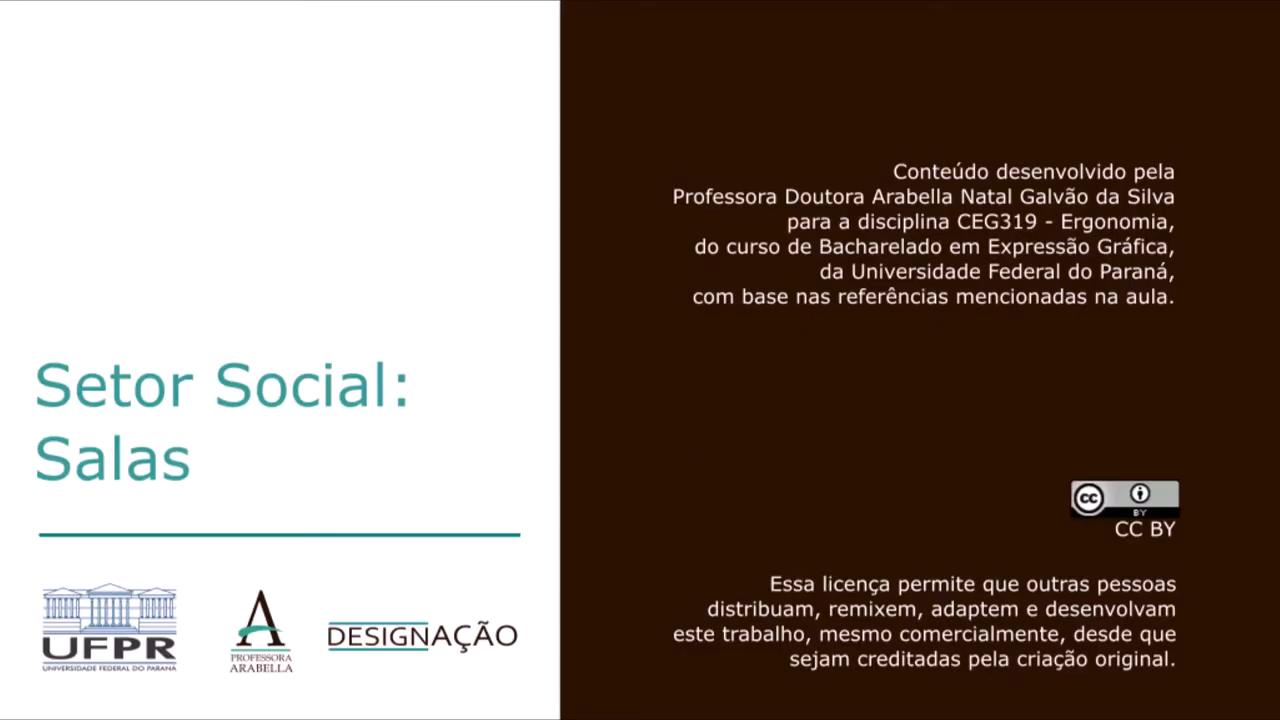 Setor Social:
Salas
UFPR
UNIVERSIDADE FEDERAL DO PARANÁ
A
PROFESSORA
ARABELLA
DESIGNAÇÃO
Conteúdo desenvolvido pela
Professora Doutora Arabella Natal Galvão da Silva
para a disciplina CEG319 - Ergonomia,
do curso de Bacharelado em Expressão Gráfica,
da Universidade Federal do Paraná,
com base nas referências mencionadas na aula.
cc
BY
CC BY
Essa licença permite que outras pessoas
distribuam, remixem, adaptem e desenvolvam
este trabalho, mesmo comercialmente, desde que
sejam creditadas pela criação original.